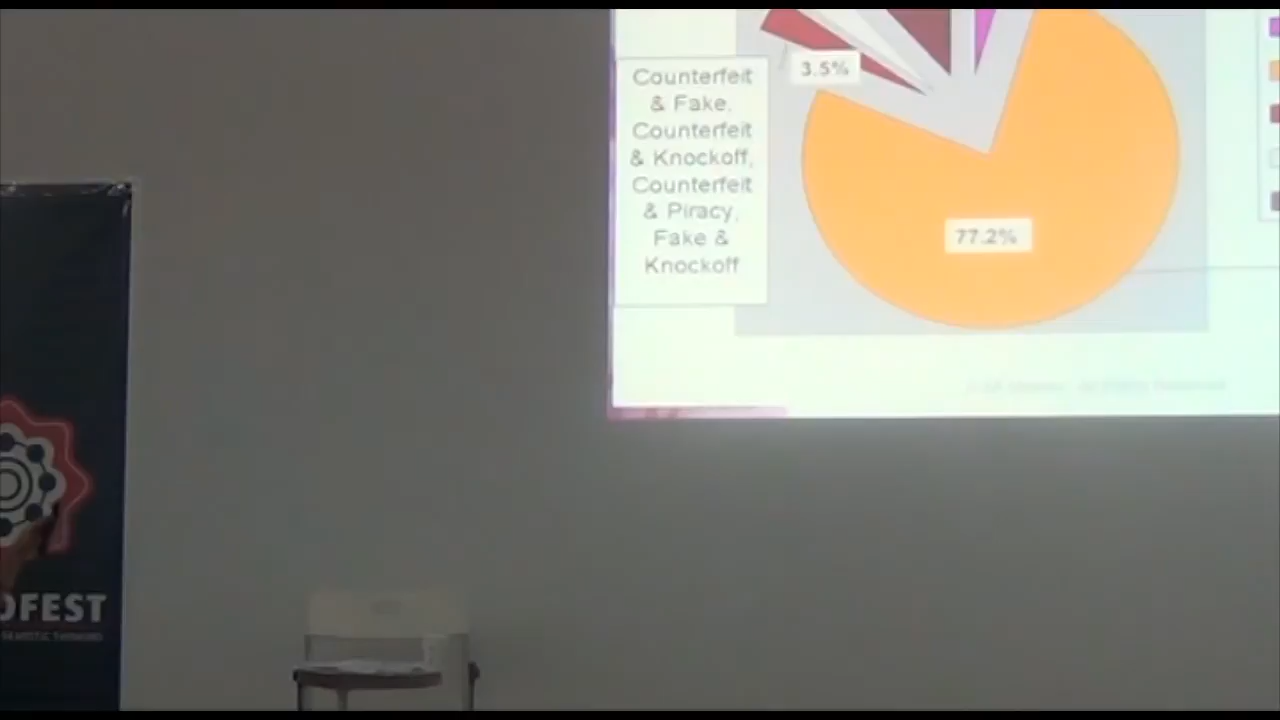 3.5%
Counterfeit
& Fake,
Counterfeit
& Knockoff,
Counterfeit
& Piracy,
Fake &
Knockoff
77.2%
OFEST